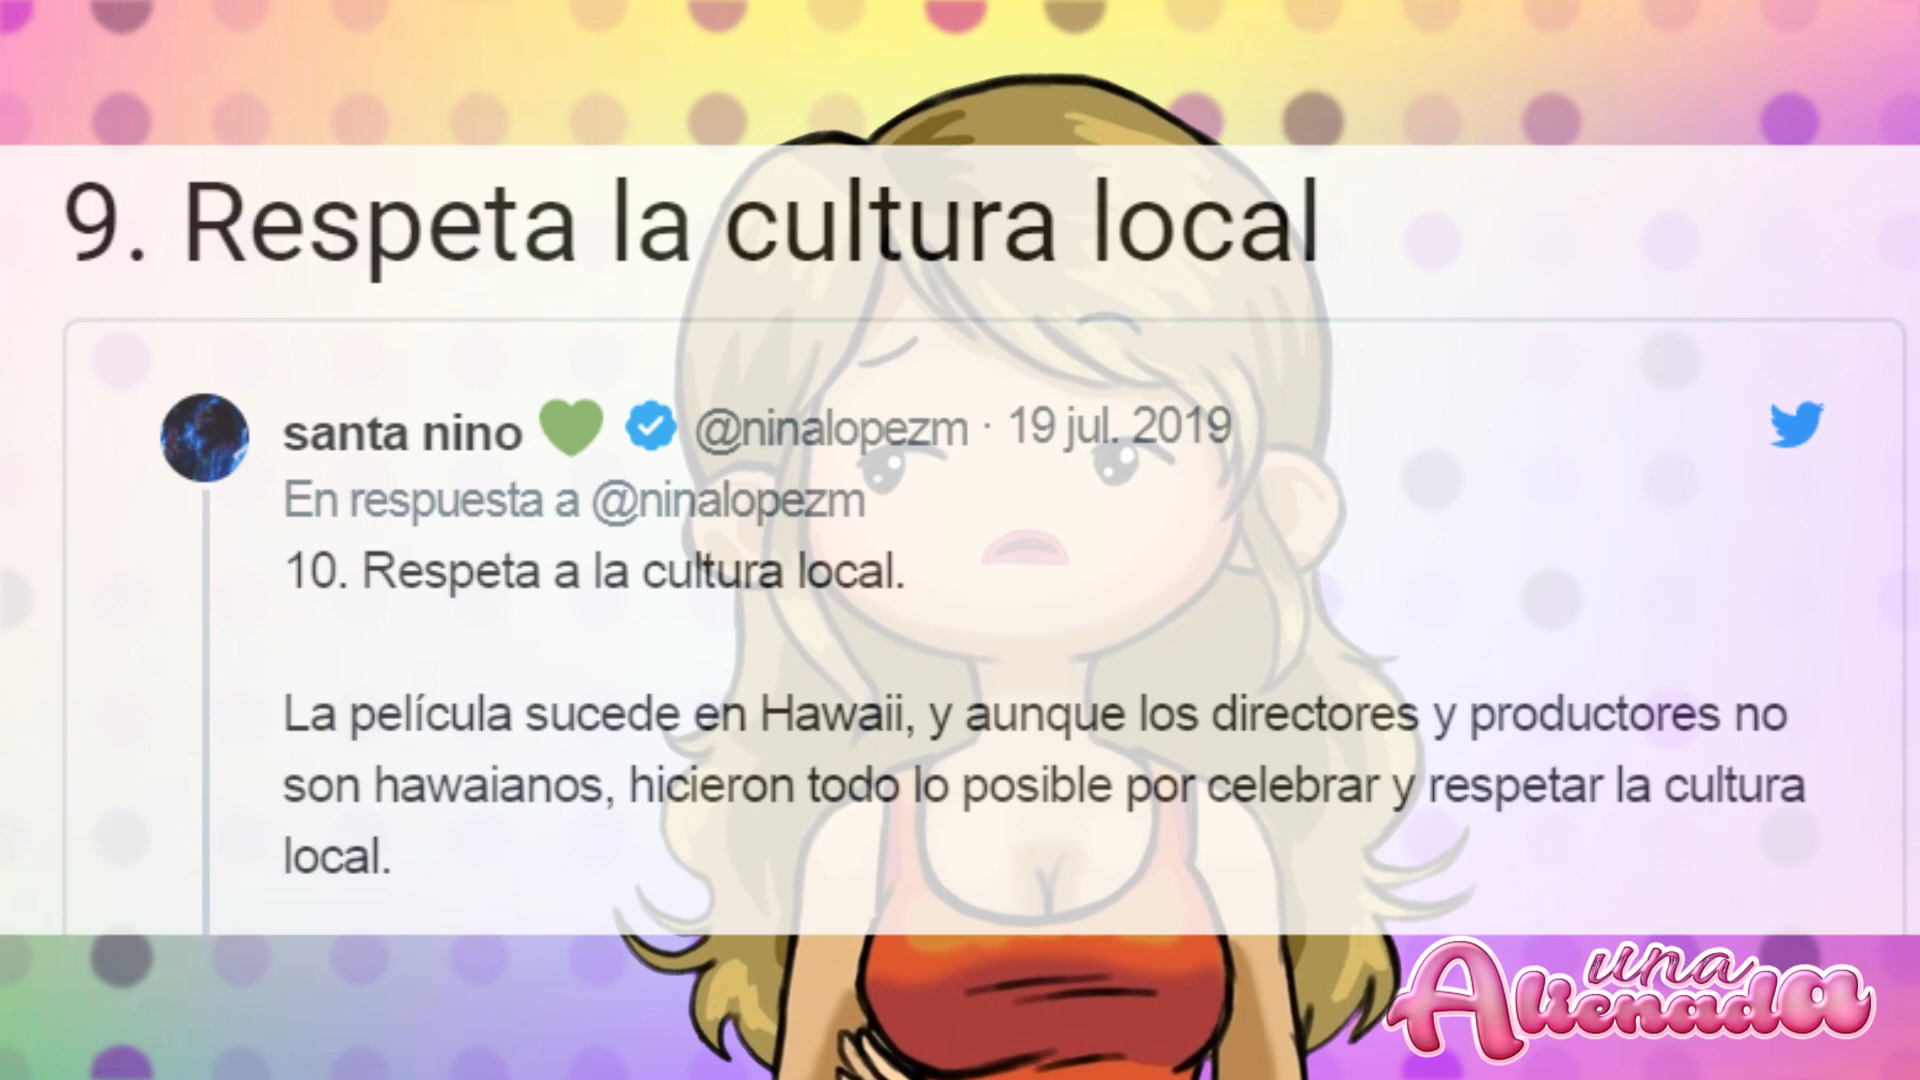 9. Respeta la cultura local
santa nino 💚 @ninalopezm · 19 jul. 2019
En respuesta a @ninalopezm
10. Respeta a la cultura local.
La película sucede en Hawaii, y aunque los directores y productores no
son hawaianos, hicieron todo lo posible por celebrar y respetar la cultura
local.
una
Alienada